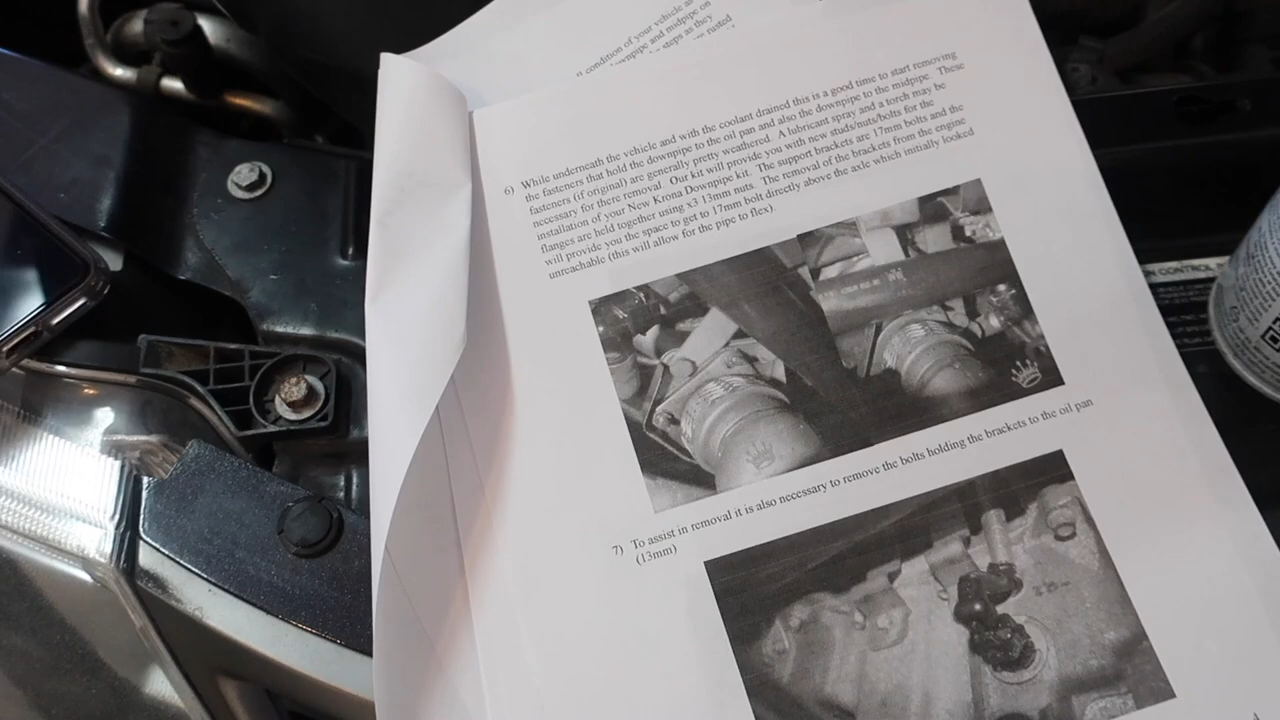 condition of your vehicle
downpipe and midpipe on
steps as they
rusted
6) While underneath the vehicle and with the coolant drained this is a good time to start removing
the fasteners that hold the downpipe to the oil pan and also the downpipe to the midpipe. These
fasteners (if original) are generally pretty weathered. A lubricant spray and a torch may be
necessary for there removal. Our kit will provide you with new studs/nuts/bolts for the
installation of your New Krona Downpipe kit. The support brackets are 17mm bolts and the
flanges are held together using x3 13mm nuts. The removal of the brackets from the engine
will provide you the space to get to 17mm bolt directly above the axle which initially looked
unreachable (this will allow for the pipe to flex).
7) To assist in removal it is also necessary to remove the bolts holding the brackets to the oil pan
(13mm)
N CONTROL